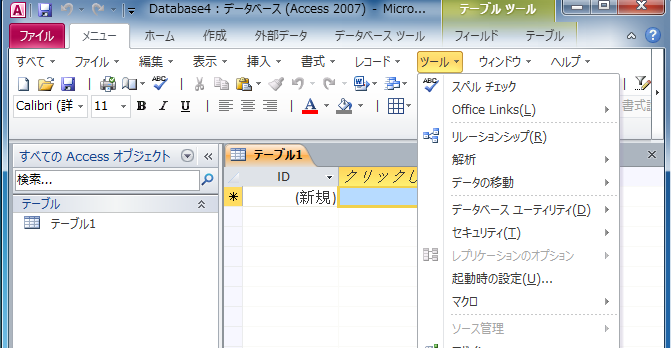 Database4 : データベース (Access 2007) - Micro...
テーブル ツール
ファイル メニュー ホーム 作成 外部データ データベース ツール フィールド テーブル
すべて ファイル 編集 表示 挿入 書式 レコード ツール ウィンドウ ヘルプ
Calibri (詳 11 B I U A 書式設
スペル チェック
Office Links(L)
リレーションシップ(R)
解析
データの移動
データベース ユーティリティ(D)
セキュリティ(T)
レプリケーションのオプション
起動時の設定(U)...
マクロ
ソース管理
すべての Access オブジェクト
検索...
テーブル
テーブル1
テーブル1
ID クリックし
(新規)